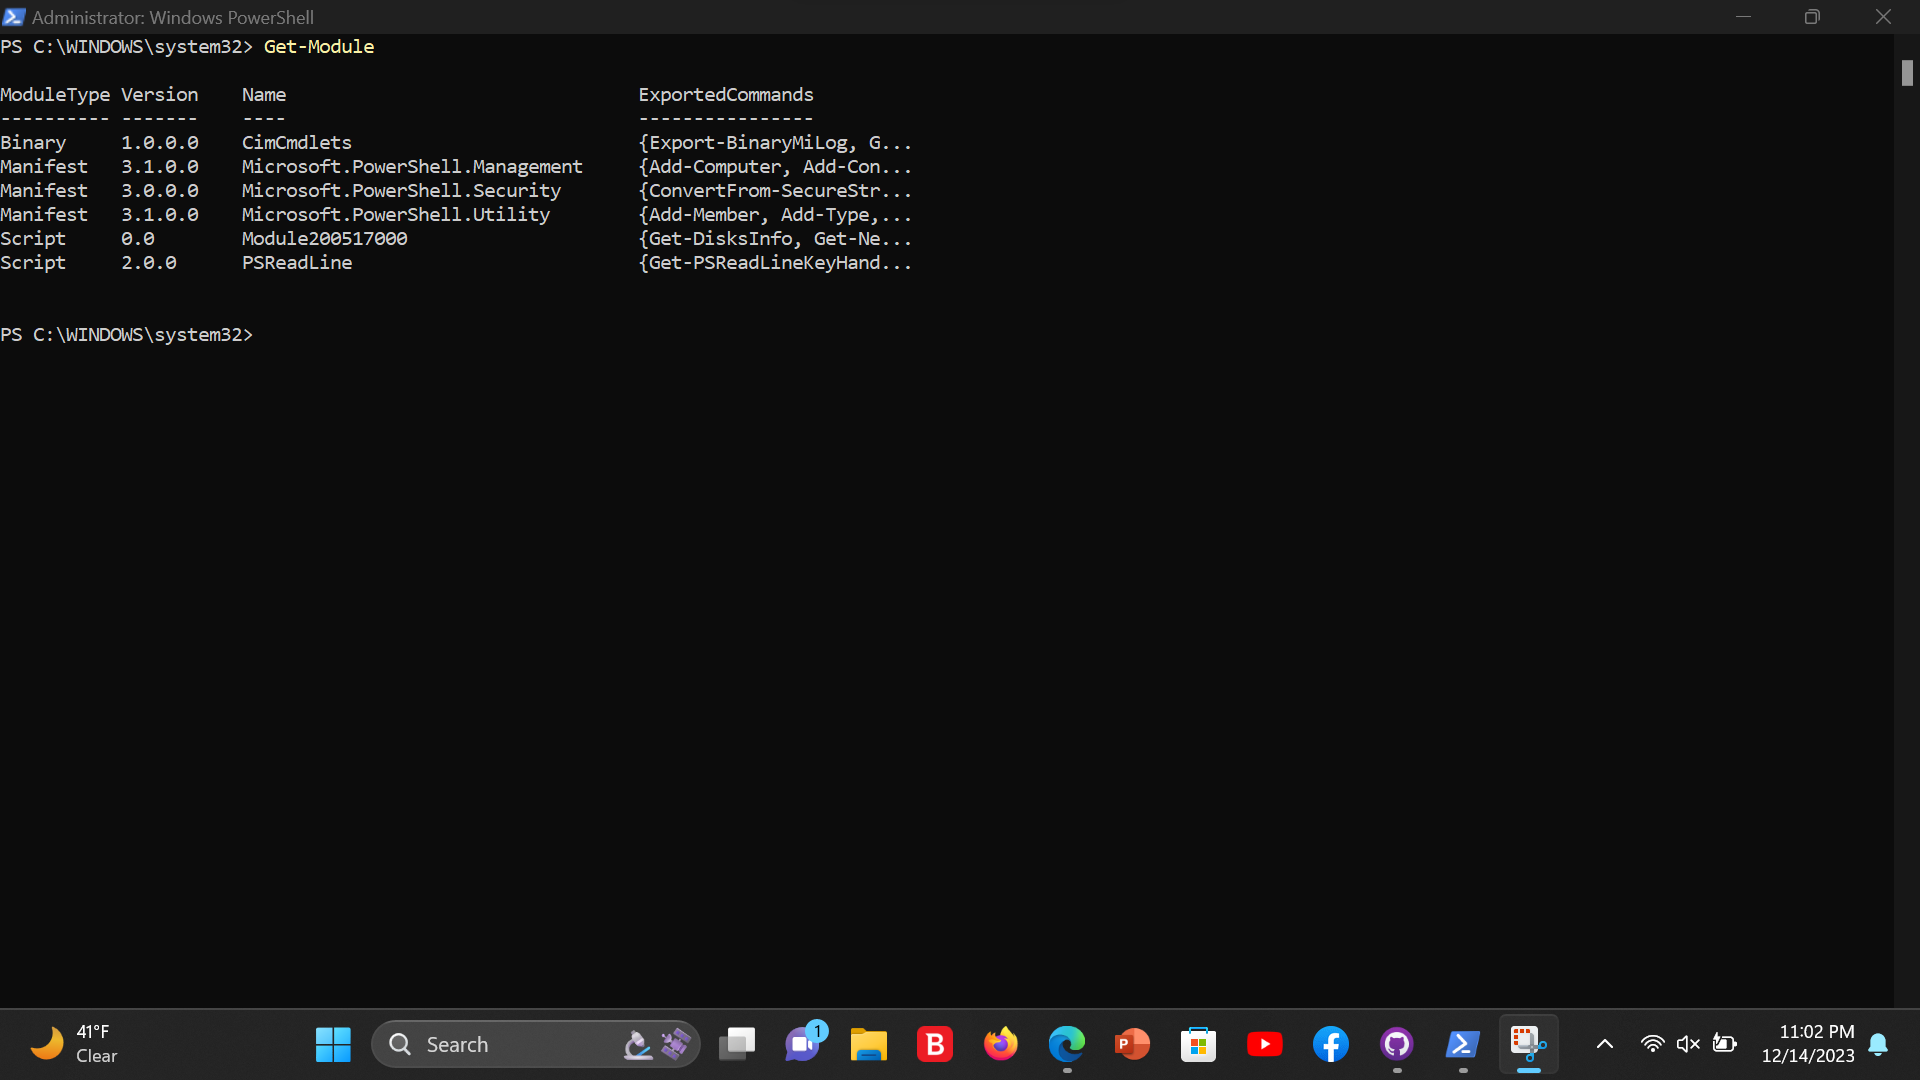 Administrator: Windows PowerShell
PS C:\WINDOWS\system32> Get-Module
ModuleType Version    Name                                ExportedCommands
---------- -------    ----                                ----------------
Binary     1.0.0.0    CimCmdlets                          {Export-BinaryMiLog, G...
Manifest   3.1.0.0    Microsoft.PowerShell.Management     {Add-Computer, Add-Con...
Manifest   3.0.0.0    Microsoft.PowerShell.Security       {ConvertFrom-SecureStr...
Manifest   3.1.0.0    Microsoft.PowerShell.Utility        {Add-Member, Add-Type,...
Script     0.0        Module200517000                     {Get-DisksInfo, Get-Ne...
Script     2.0.0      PSReadLine                          {Get-PSReadLineKeyHand...
PS C:\WINDOWS\system32>
41°F
Clear
Search
1
B
P
11:02 PM
12/14/2023